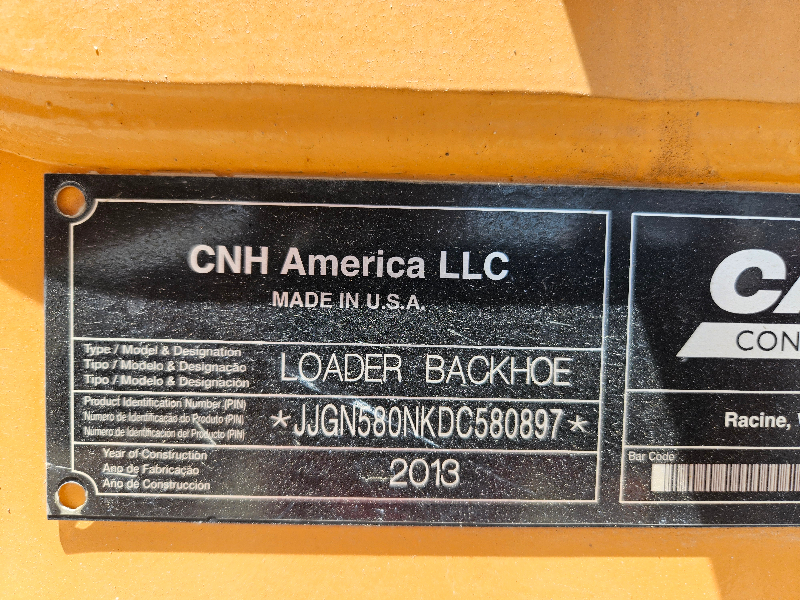 CNH America LLC
MADE IN U.S.A.
Type / Model & Designation
Tipo / Modelo & Designação
Tipo / Modelo & Designación
LOADER BACKHOE
Product Identification Number (PIN)
Número de Identificação do Produto (PIN)
Número de Identificación del Producto (PIN)
*JJGN580NKDC580897*
Year of Construction
Ano de Fabricação
Año de Construcción
2013
CA
CON
Racine,
Bar Code